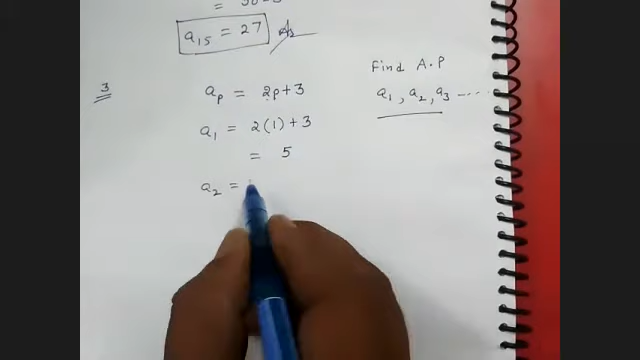 a₁₅ = 27
3
Find A.P
a₁, a₂, a₃ ....
aₚ = 2p+3
a₁ = 2(1)+3
= 5
a₂ =